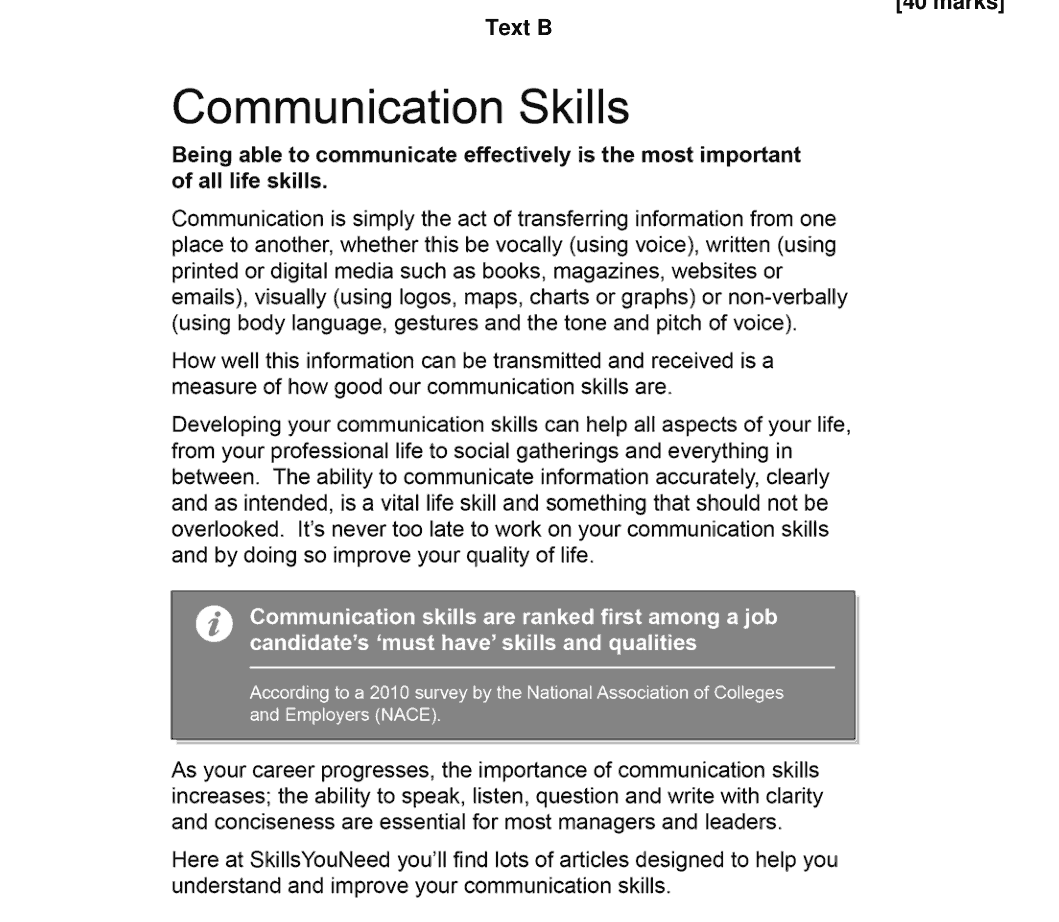 [40 marks]
Text B
Communication Skills
Being able to communicate effectively is the most important
of all life skills.
Communication is simply the act of transferring information from one
place to another, whether this be vocally (using voice), written (using
printed or digital media such as books, magazines, websites or
emails), visually (using logos, maps, charts or graphs) or non-verbally
(using body language, gestures and the tone and pitch of voice).
How well this information can be transmitted and received is a
measure of how good our communication skills are.
Developing your communication skills can help all aspects of your life,
from your professional life to social gatherings and everything in
between.  The ability to communicate information accurately, clearly
and as intended, is a vital life skill and something that should not be
overlooked.  It’s never too late to work on your communication skills
and by doing so improve your quality of life.
i
Communication skills are ranked first among a job
candidate’s ‘must have’ skills and qualities
According to a 2010 survey by the National Association of Colleges
and Employers (NACE).
As your career progresses, the importance of communication skills
increases; the ability to speak, listen, question and write with clarity
and conciseness are essential for most managers and leaders.
Here at SkillsYouNeed you’ll find lots of articles designed to help you
understand and improve your communication skills.